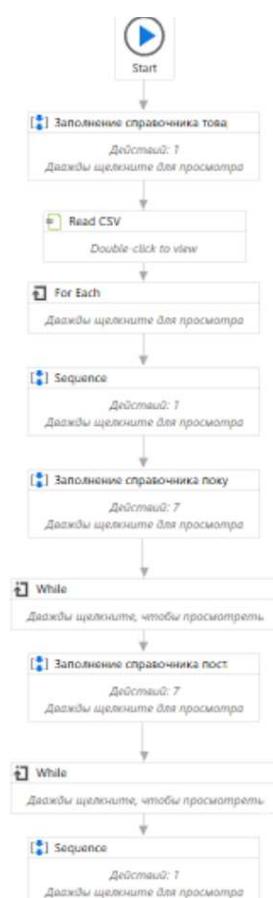 Start
Заполнение справочника това
Действий: 1
Дважды щелкните для просмотра
Read CSV
Double-click to view
For Each
Дважды щелкните для просмотра
Sequence
Действий: 1
Дважды щелкните для просмотра
Заполнение справочника поку
Действий: 7
Дважды щелкните для просмотра
While
Дважды щелкните, чтобы просмотреть
Заполнение справочника пост
Действий: 7
Дважды щелкните для просмотра
While
Дважды щелкните, чтобы просмотреть
Sequence
Действий: 1
Дважды щелкните для просмотра